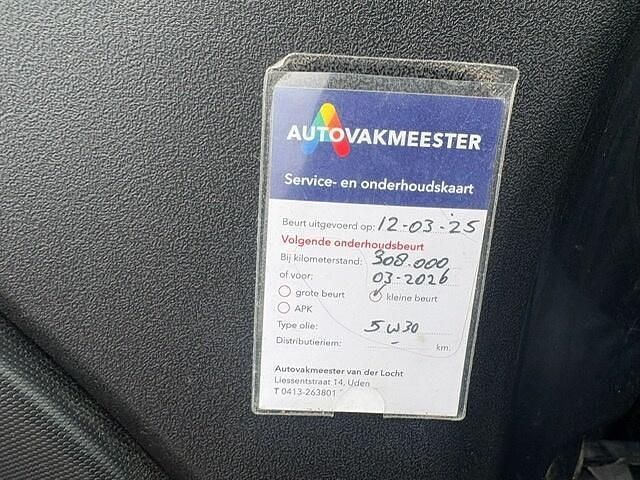 AUTOVAKMEESTER
Service- en onderhoudskaart
Beurt uitgevoerd op: 12-03-25
Volgende onderhoudsbeurt
Bij kilometerstand: 308.000
of voor: 03-2026
grote beurt kleine beurt
APK
Type olie: 5W30
Distributieriem: - km.
Autovakmeester van der Locht
Liessentstraat 14, Uden
T 0413-263801